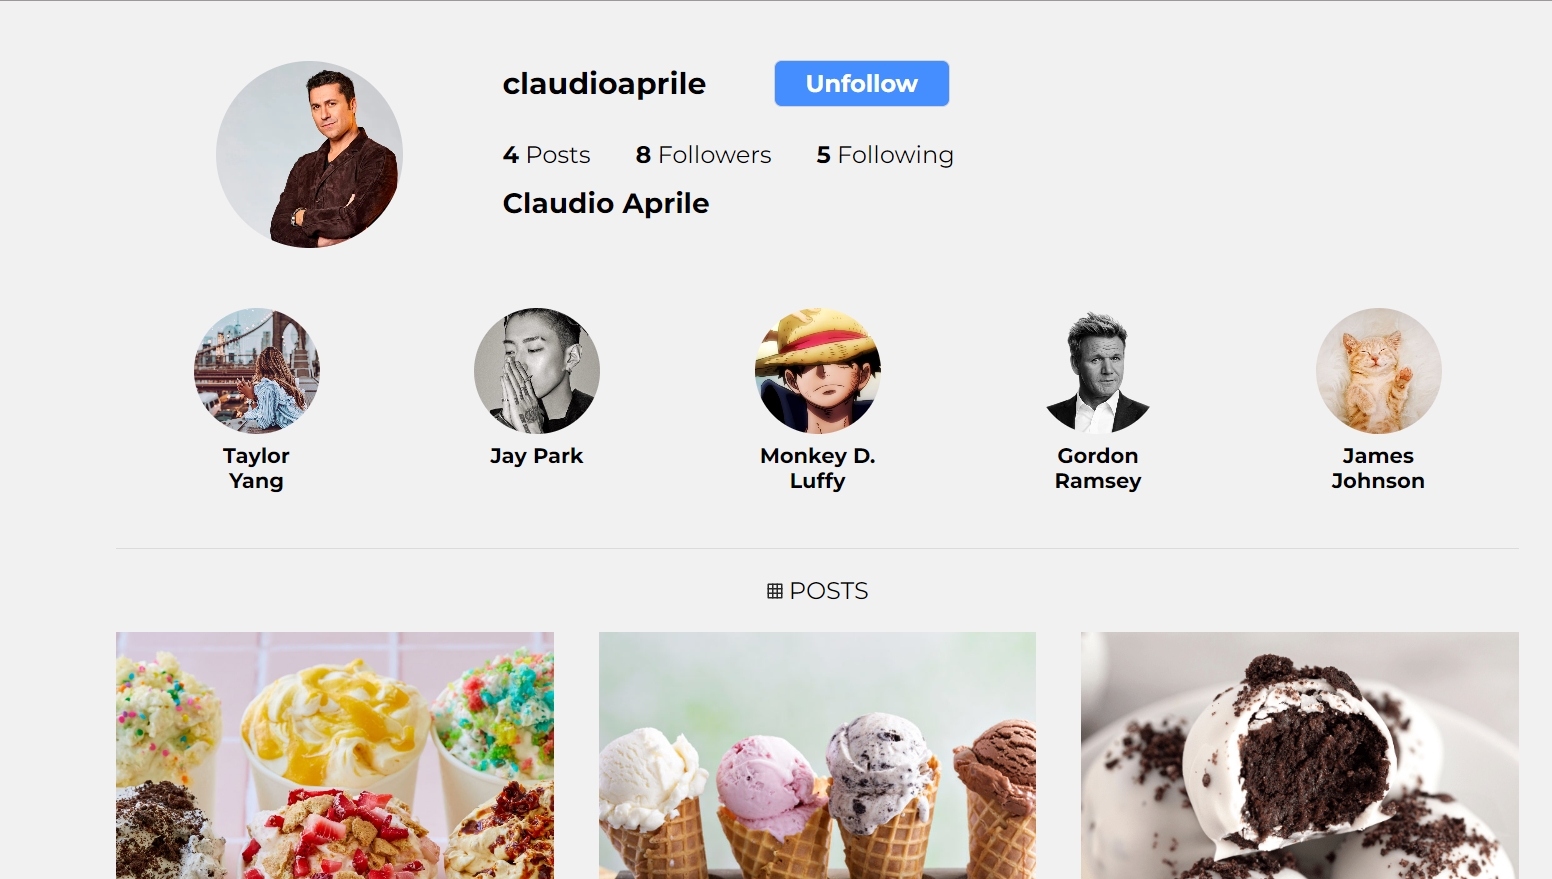 claudioaprile Unfollow
4 Posts 8 Followers 5 Following
Claudio Aprile
Taylor
Yang
Jay Park
Monkey D.
Luffy
Gordon
Ramsey
James
Johnson
POSTS